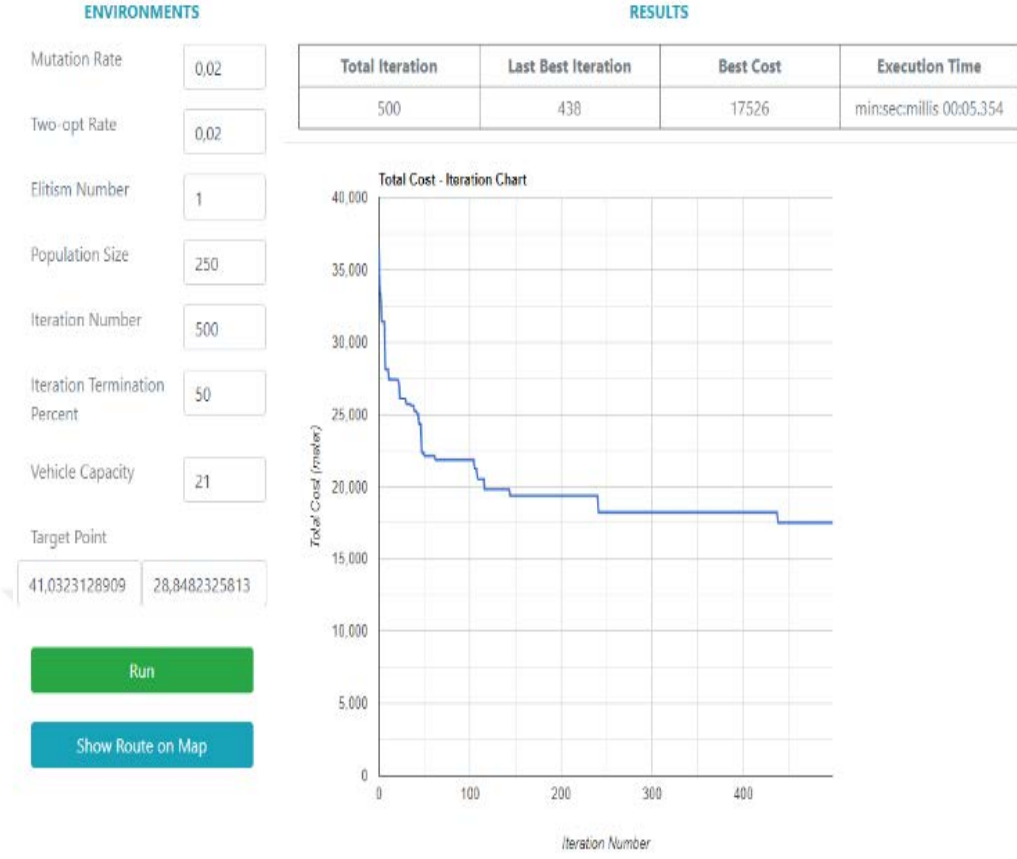 ENVIRONMENTS
Mutation Rate
0,02
Two-opt Rate
0,02
Elitism Number
1
Population Size
250
Iteration Number
500
Iteration Termination
Percent
50
Vehicle Capacity
21
Target Point
41,0323128909 28,8482325813
Run
Show Route on Map
RESULTS
Total Iteration Last Best Iteration Best Cost Execution Time
500 438 17526 min:sec:millis 00:05.354
Total Cost - Iteration Chart
40,000
35,000
30,000
25,000
20,000
15,000
10,000
5,000
0
Total Cost (meter)
0 100 200 300 400
Iteration Number